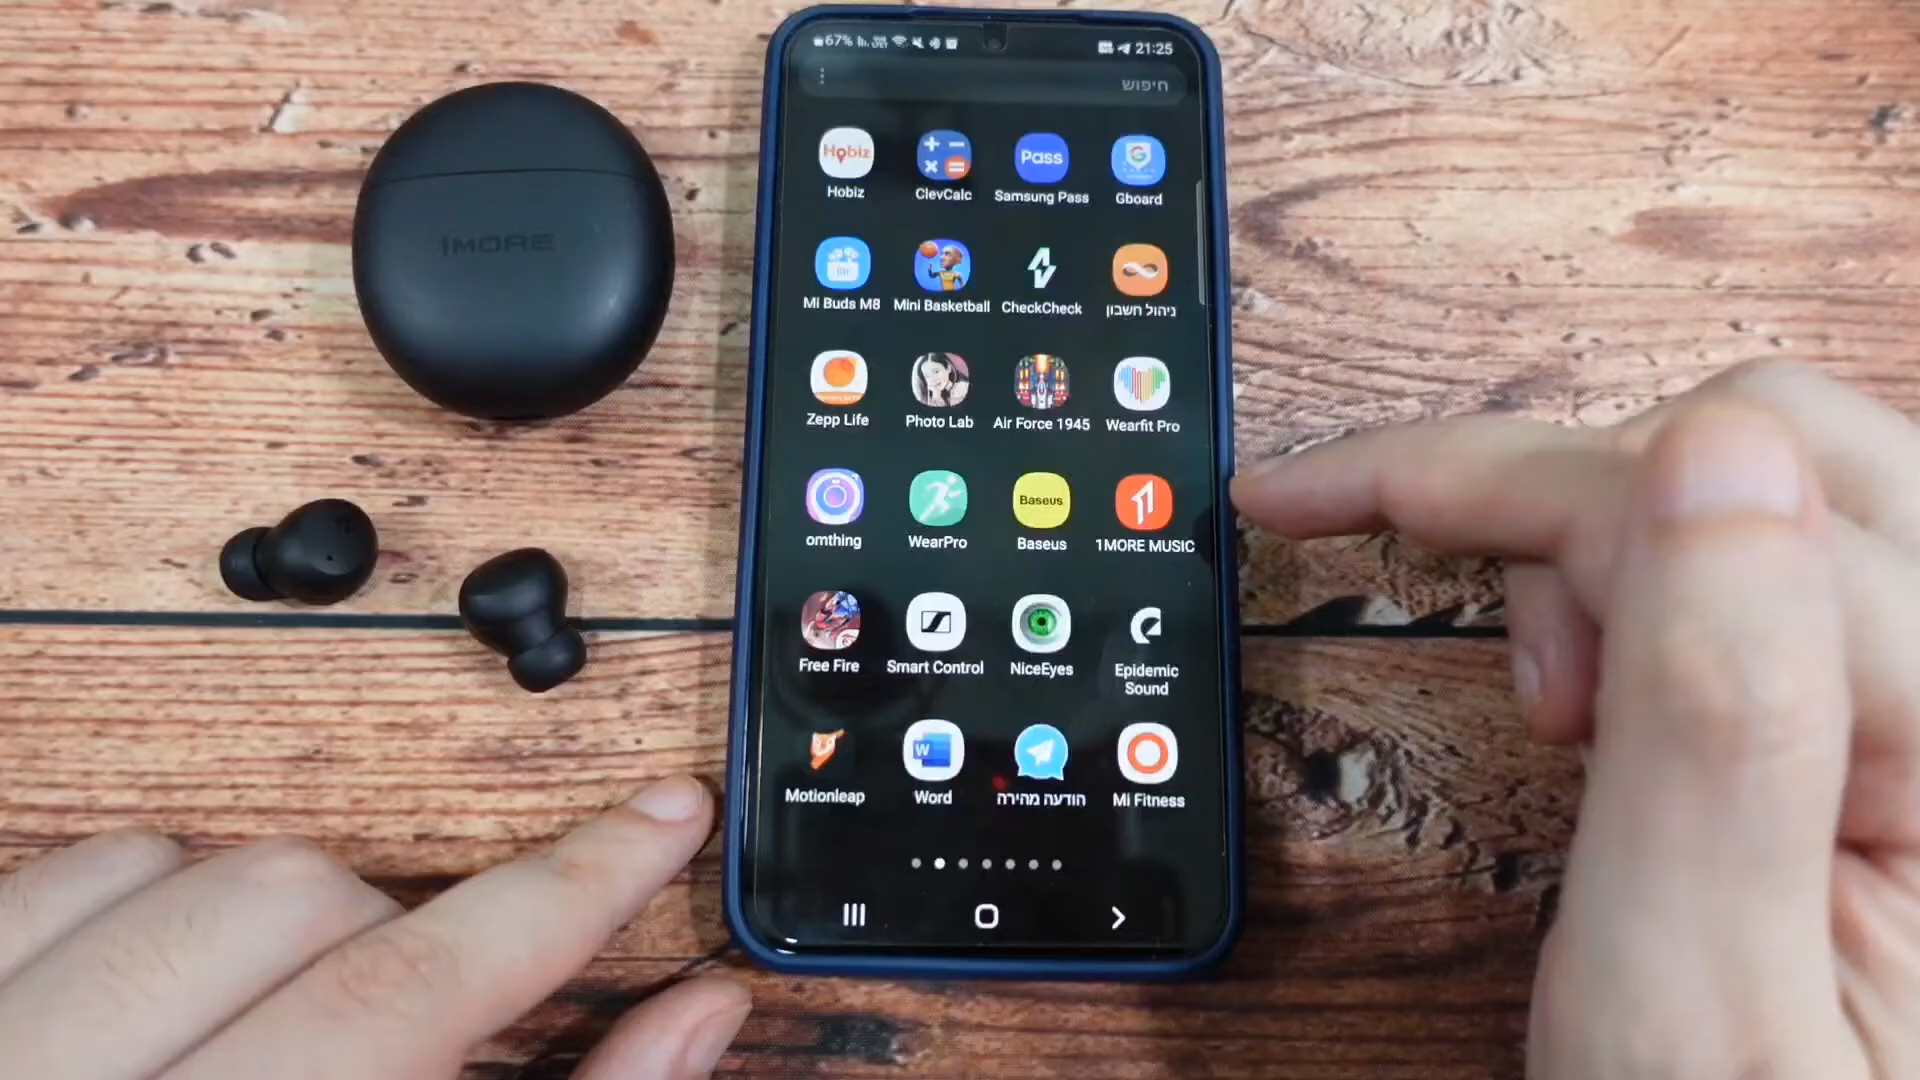 67%
21:25
חיפוש
1MORE
Hobiz
Hobiz
ClevCalc
Pass
Samsung Pass
G
Gboard
Mi Buds M8
Mini Basketball
CheckCheck
ניהול חשבון
Zepp Life
Photo Lab
Air Force 1945
Wearfit Pro
omthing
WearPro
Baseus
Baseus
1MORE MUSIC
Free Fire
Smart Control
NiceEyes
Epidemic
Sound
Motionleap
W
Word
הודעה מהירה
Mi Fitness